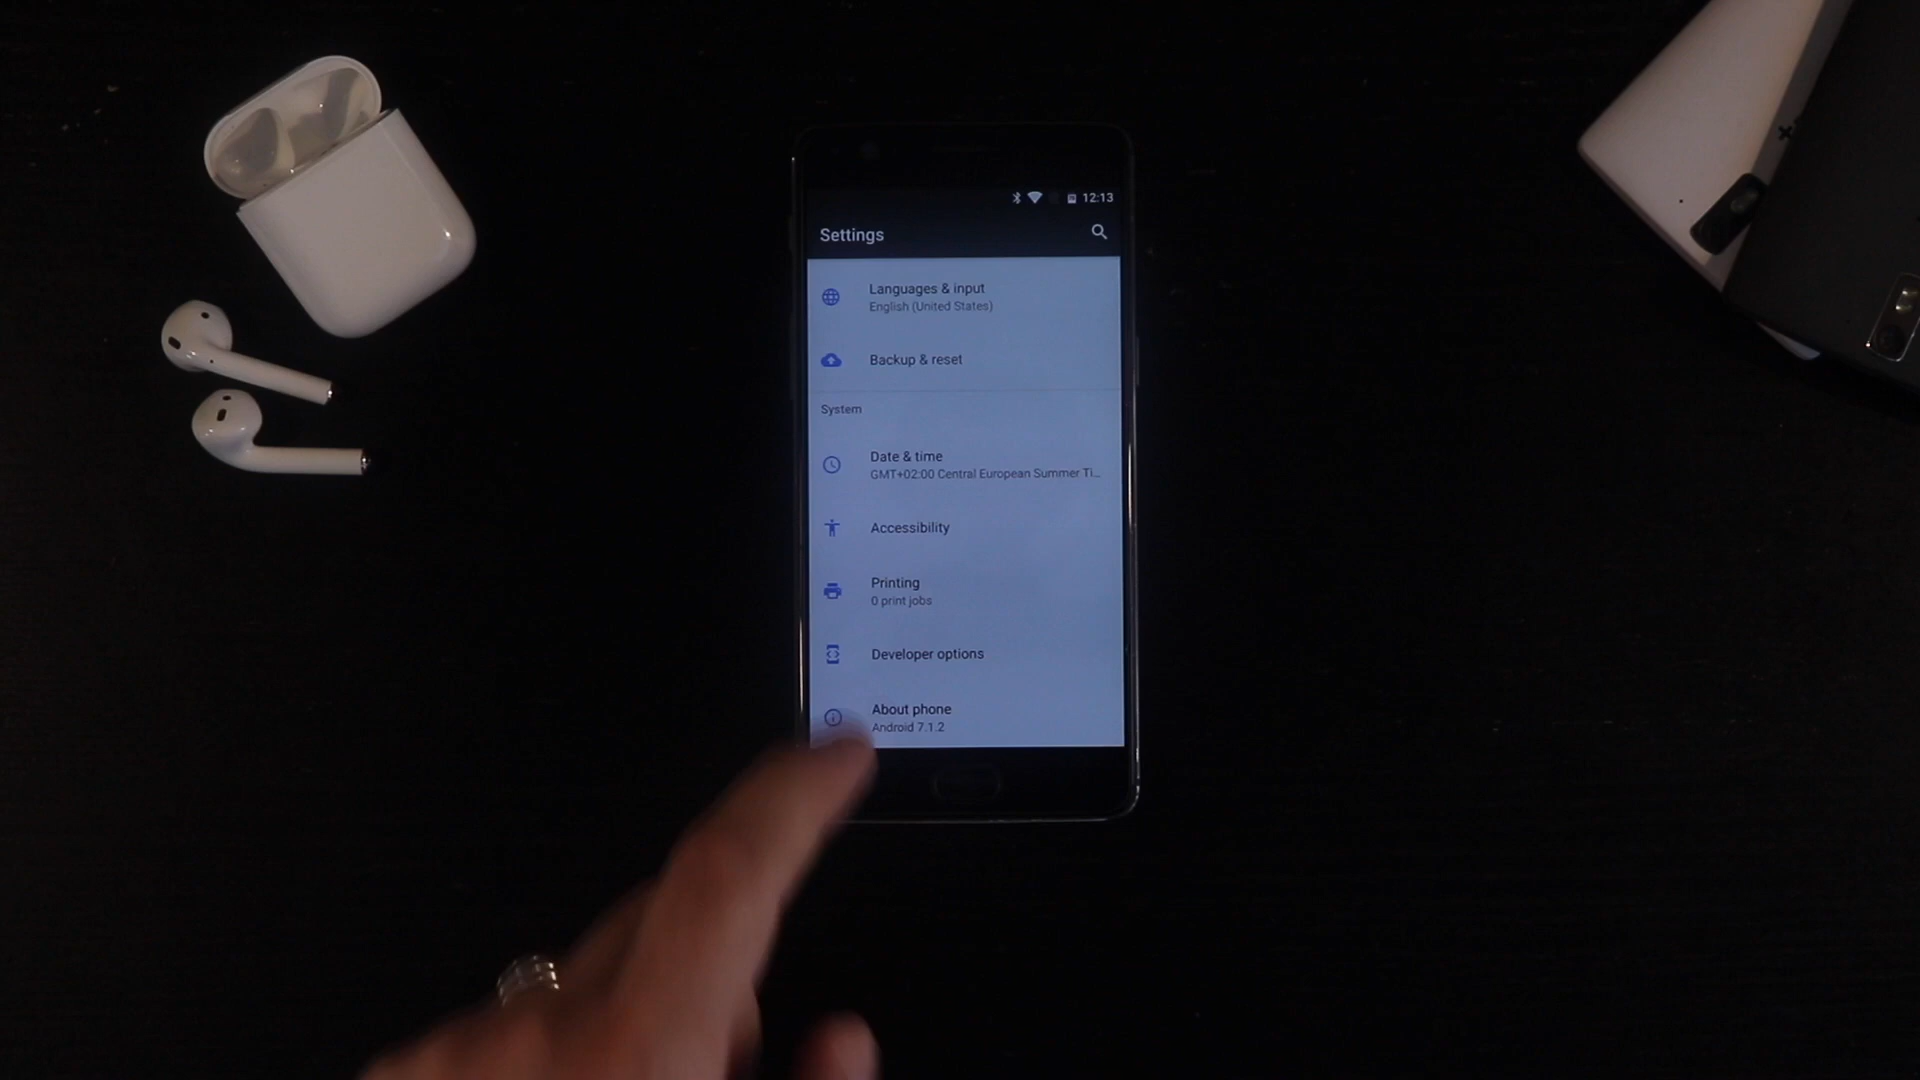 12:13
Settings
Languages & input
English (United States)
Backup & reset
System
Date & time
GMT+02:00 Central European Summer Ti...
Accessibility
Printing
0 print jobs
Developer options
About phone
Android 7.1.2